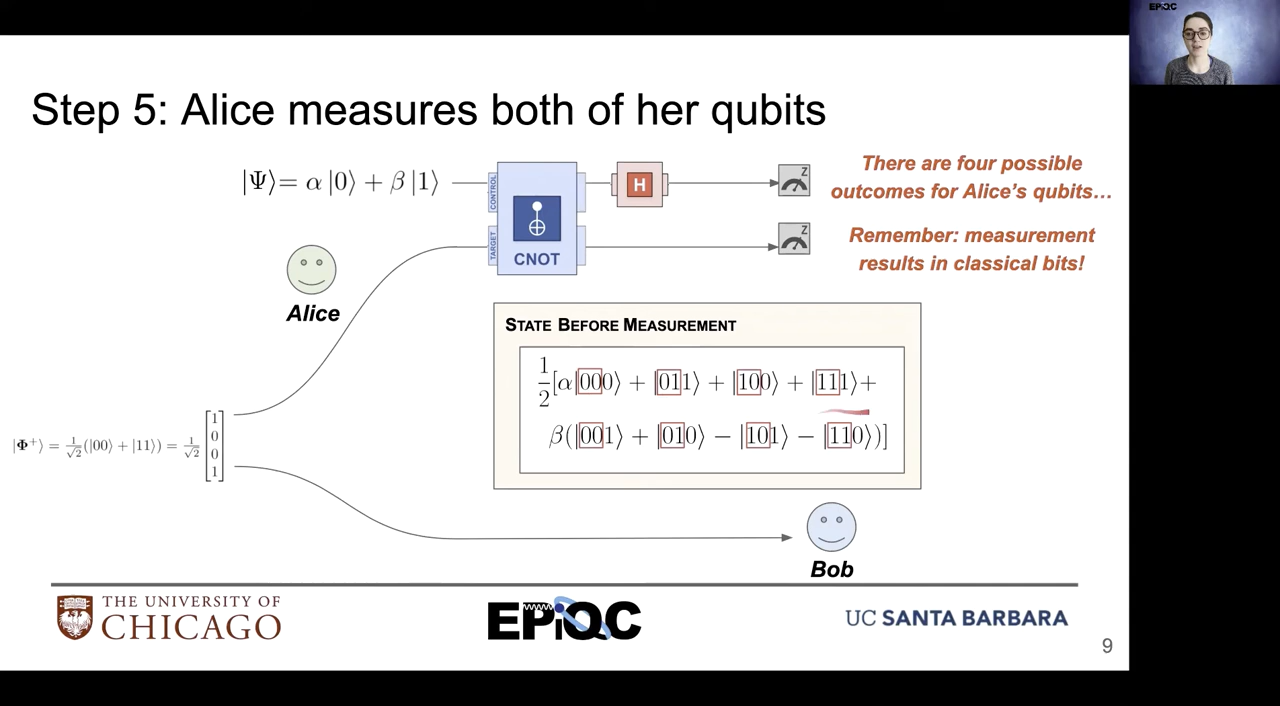 EPiQC
Step 5: Alice measures both of her qubits
|Ψ⟩= α |0⟩ + β |1⟩
CONTROL
TARGET
CNOT
H
Z
Z
There are four possible
outcomes for Alice's qubits…
Remember: measurement
results in classical bits!
Alice
STATE BEFORE MEASUREMENT
1/2[α|000⟩ + |011⟩ + |100⟩ + |111⟩+
β(|001⟩ + |010⟩ − |101⟩ − |110⟩)]
|Φ⁺⟩ = 1/√2(|00⟩ + |11⟩) = 1/√2 [1 0 0 1]
Bob
THE UNIVERSITY OF
CHICAGO
EPiQC
UC SANTA BARBARA
9